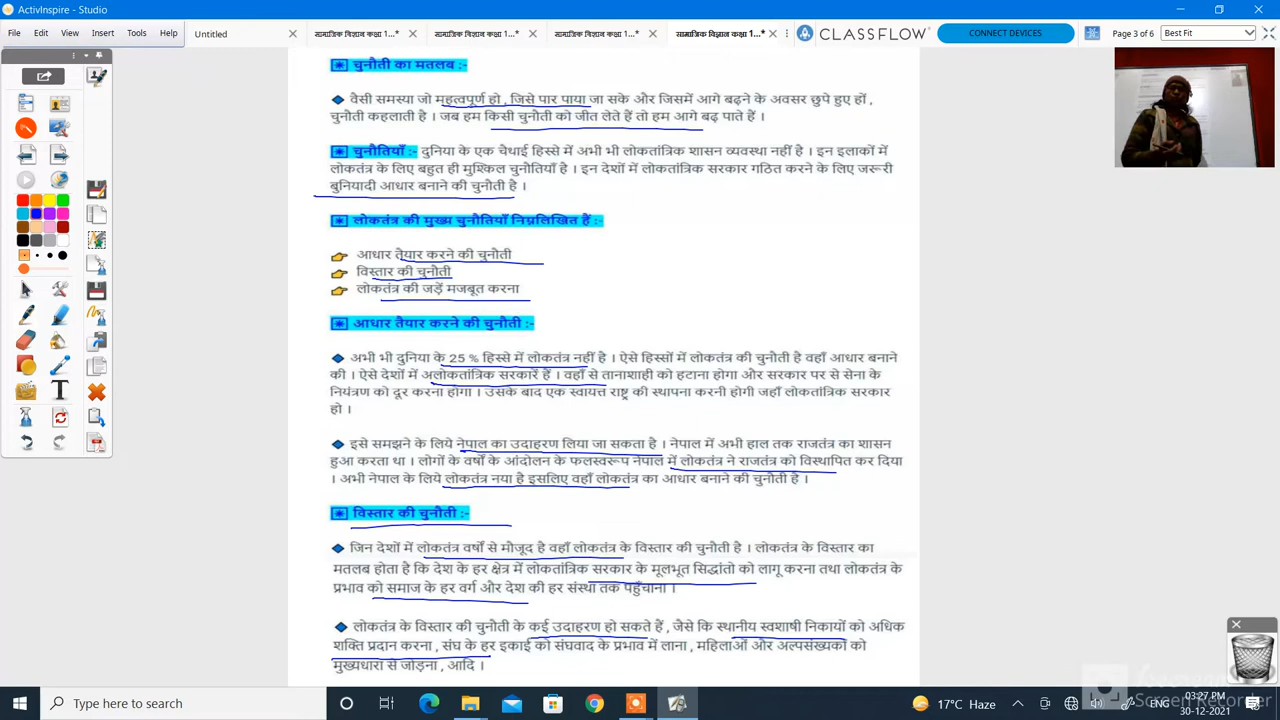 ActivInspire - Studio
File Edit View Insert Tools Help Untitled सामाजिक विज्ञान कक्षा 1...* सामाजिक विज्ञान कक्षा 1...* सामाजिक विज्ञान कक्षा 1...* सामाजिक विज्ञान कक्षा 1...* CLASSFLOW CONNECT DEVICES Page 3 of 6 Best Fit
चुनौती का मतलब :-
वैसी समस्या जो महत्वपूर्ण हो , जिसे पार पाया जा सके और जिसमें आगे बढ़ने के अवसर छुपे हुए हों ,
चुनौती कहलाती है । जब हम किसी चुनौती को जीत लेते हैं तो हम आगे बढ़ पाते हैं ।
चुनौतियाँ :- दुनिया के एक चैथाई हिस्से में अभी भी लोकतांत्रिक शासन व्यवस्था नहीं है । इन इलाकों में
लोकतंत्र के लिए बहुत ही मुश्किल चुनौतियाँ है । इन देशों में लोकतांत्रिक सरकार गठित करने के लिए जरूरी
बुनियादी आधार बनाने की चुनौती है ।
लोकतंत्र की मुख्य चुनौतियाँ निम्नलिखित हैं :-
आधार तैयार करने की चुनौती
विस्तार की चुनौती
लोकतंत्र की जड़ें मजबूत करना
आधार तैयार करने की चुनौती :-
अभी भी दुनिया के 25 % हिस्से में लोकतंत्र नहीं है । ऐसे हिस्सों में लोकतंत्र की चुनौती है वहाँ आधार बनाने
की । ऐसे देशों में अलोकतांत्रिक सरकारें हैं । वहाँ से तानाशाही को हटाना होगा और सरकार पर से सेना के
नियंत्रण को दूर करना होगा । उसके बाद एक स्वायत्त राष्ट्र की स्थापना करनी होगी जहाँ लोकतांत्रिक सरकार
हो ।
इसे समझने के लिये नेपाल का उदाहरण लिया जा सकता है । नेपाल में अभी हाल तक राजतंत्र का शासन
हुआ करता था । लोगों के वर्षों के आंदोलन के फलस्वरूप नेपाल में लोकतंत्र ने राजतंत्र को विस्थापित कर दिया
। अभी नेपाल के लिये लोकतंत्र नया है इसलिए वहाँ लोकतंत्र का आधार बनाने की चुनौती है ।
विस्तार की चुनौती :-
जिन देशों में लोकतंत्र वर्षों से मौजूद है वहाँ लोकतंत्र के विस्तार की चुनौती है । लोकतंत्र के विस्तार का
मतलब होता है कि देश के हर क्षेत्र में लोकतांत्रिक सरकार के मूलभूत सिद्धांतो को लागू करना तथा लोकतंत्र के
प्रभाव को समाज के हर वर्ग और देश की हर संस्था तक पहुँचाना ।
लोकतंत्र के विस्तार की चुनौती के कई उदाहरण हो सकते हैं , जैसे कि स्थानीय स्वशाषी निकायों को अधिक
शक्ति प्रदान करना , संघ के हर इकाई को संघवाद के प्रभाव में लाना , महिलाओं और अल्पसंख्यकों को
मुख्यधारा से जोड़ना , आदि ।
Type here to search 17°C Haze ENG 03:27 PM
30-12-2021